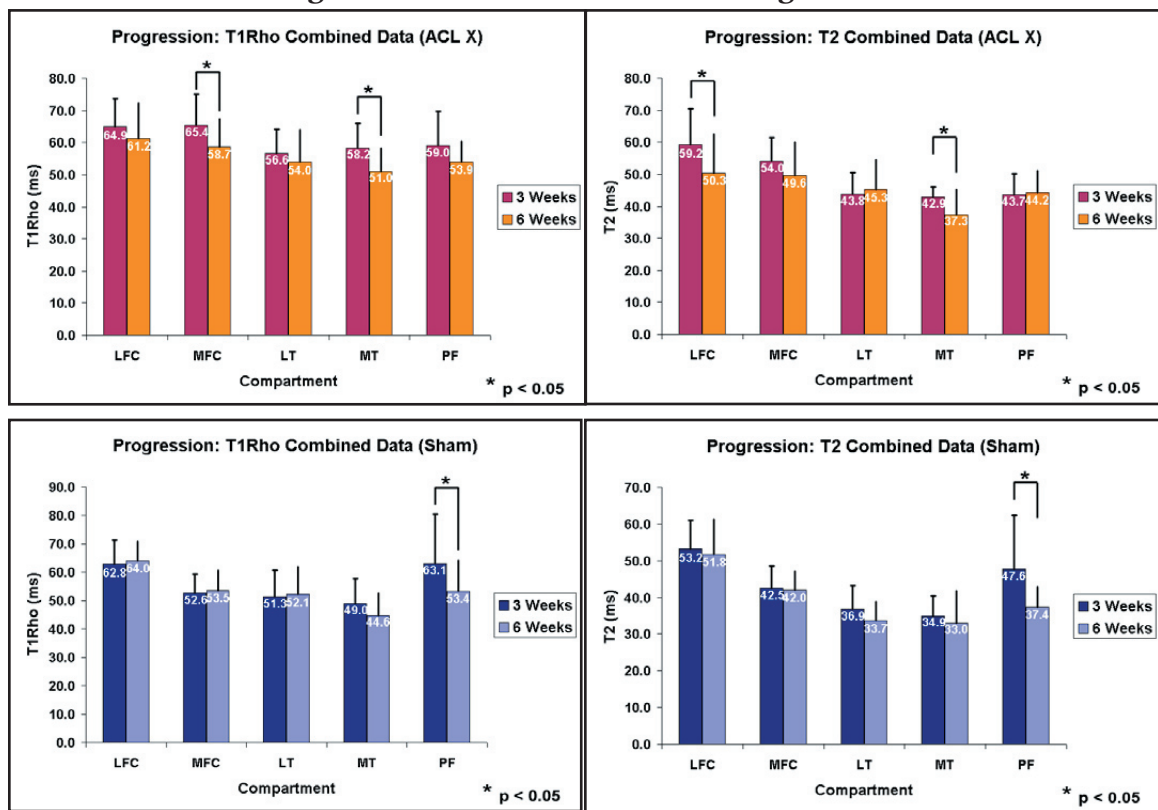 Progression: T1Rho Combined Data (ACL X)
T1Rho (ms)
80.0
70.0
60.0
50.0
40.0
30.0
20.0
10.0
0.0
*
*
64.9 61.2 65.4 58.7 56.6 54.0 58.2 51.0 59.0 53.9
3 Weeks
6 Weeks
LFC MFC LT MT PF
Compartment
* p < 0.05
Progression: T2 Combined Data (ACL X)
T2 (ms)
80.0
70.0
60.0
50.0
40.0
30.0
20.0
10.0
0.0
*
*
59.2 50.3 54.0 49.6 43.8 45.3 42.9 37.3 43.7 44.2
3 Weeks
6 Weeks
LFC MFC LT MT PF
Compartment
* p < 0.05
Progression: T1Rho Combined Data (Sham)
T1Rho (ms)
90.0
80.0
70.0
60.0
50.0
40.0
30.0
20.0
10.0
0.0
*
62.8 64.0 52.6 53.5 51.3 52.1 49.0 44.6 63.1 53.4
3 Weeks
6 Weeks
LFC MFC LT MT PF
Compartment
* p < 0.05
Progression: T2 Combined Data (Sham)
T2 (ms)
70.0
60.0
50.0
40.0
30.0
20.0
10.0
0.0
*
53.2 51.8 42.5 42.0 36.9 33.7 34.9 33.0 47.6 37.4
3 Weeks
6 Weeks
LFC MFC LT MT PF
Compartment
* p < 0.05